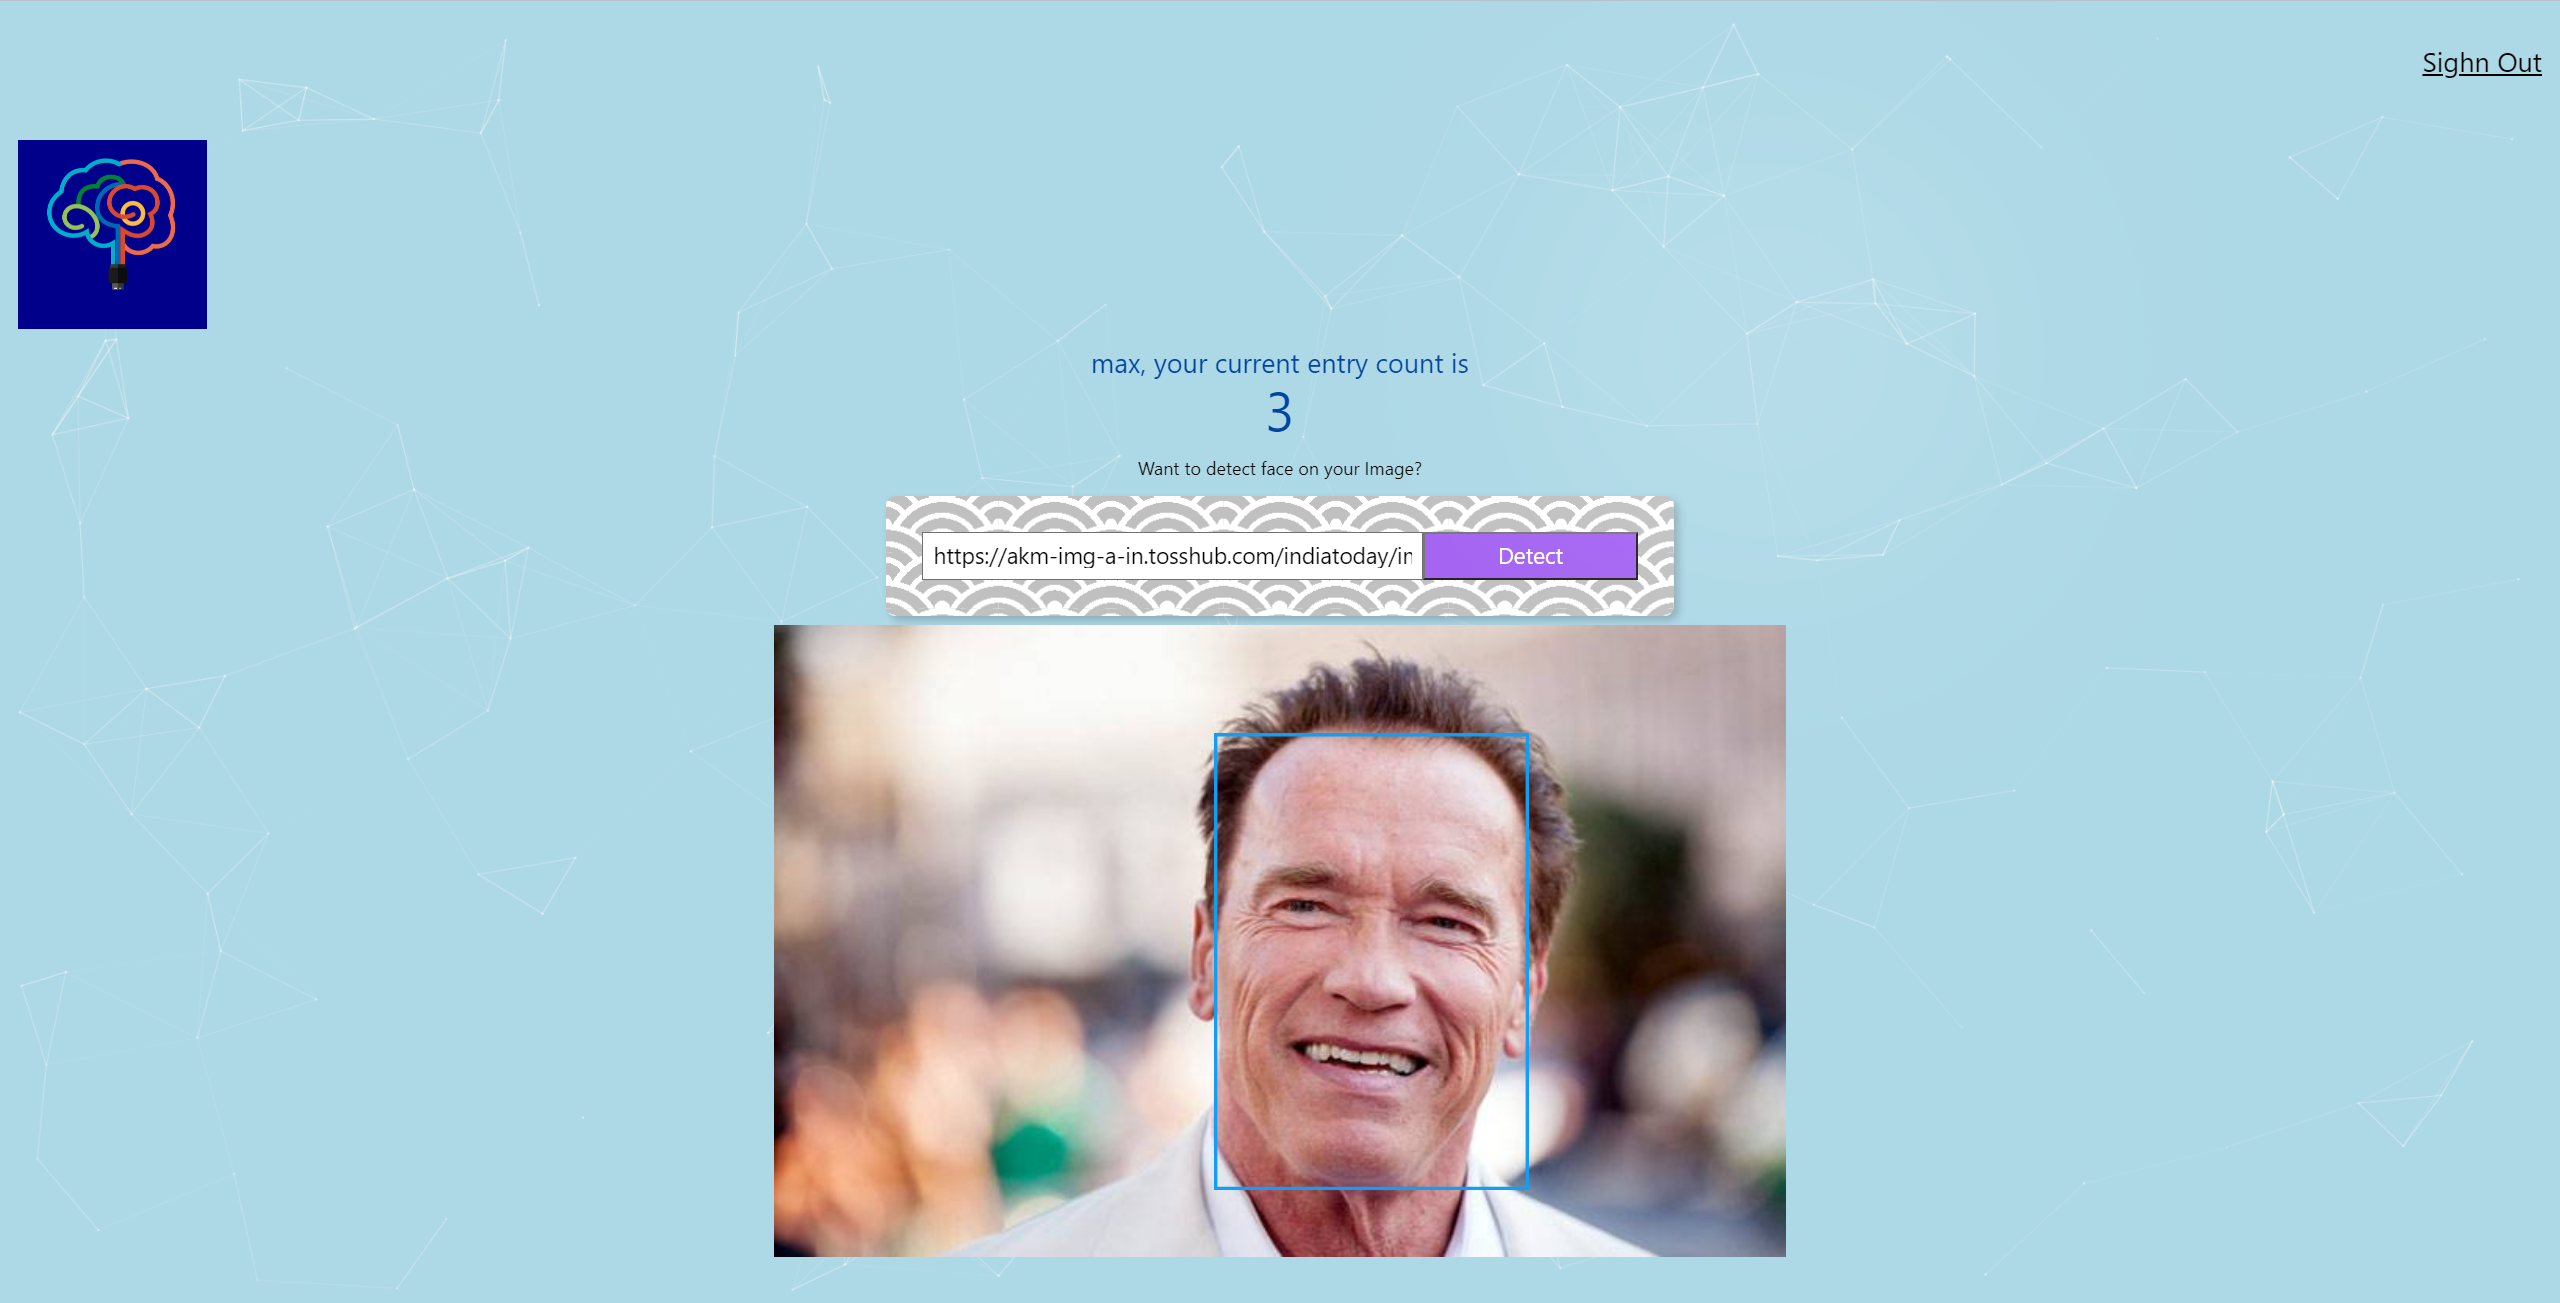 Sighn Out
max, your current entry count is
3
Want to detect face on your Image?
https://akm-img-a-in.tosshub.com/indiatoday/in
Detect